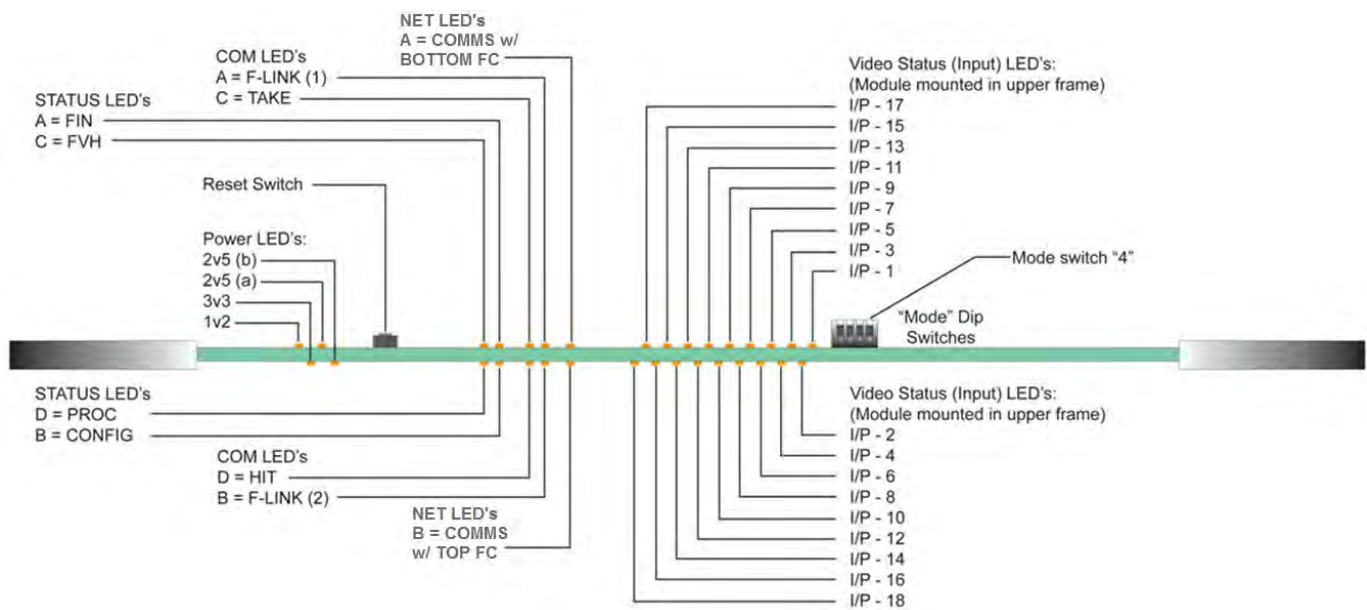 NET LED's
A = COMMS w/
BOTTOM FC
COM LED's
A = F-LINK (1)
C = TAKE
STATUS LED's
A = FIN
C = FVH
Reset Switch
Power LED's:
2v5 (b)
2v5 (a)
3v3
1v2
Video Status (Input) LED's:
(Module mounted in upper frame)
I/P - 17
I/P - 15
I/P - 13
I/P - 11
I/P - 9
I/P - 7
I/P - 5
I/P - 3
I/P - 1
Mode switch "4"
"Mode" Dip
Switches
STATUS LED's
D = PROC
B = CONFIG
COM LED's
D = HIT
B = F-LINK (2)
NET LED's
B = COMMS
w/ TOP FC
Video Status (Input) LED's:
(Module mounted in upper frame)
I/P - 2
I/P - 4
I/P - 6
I/P - 8
I/P - 10
I/P - 12
I/P - 14
I/P - 16
I/P - 18